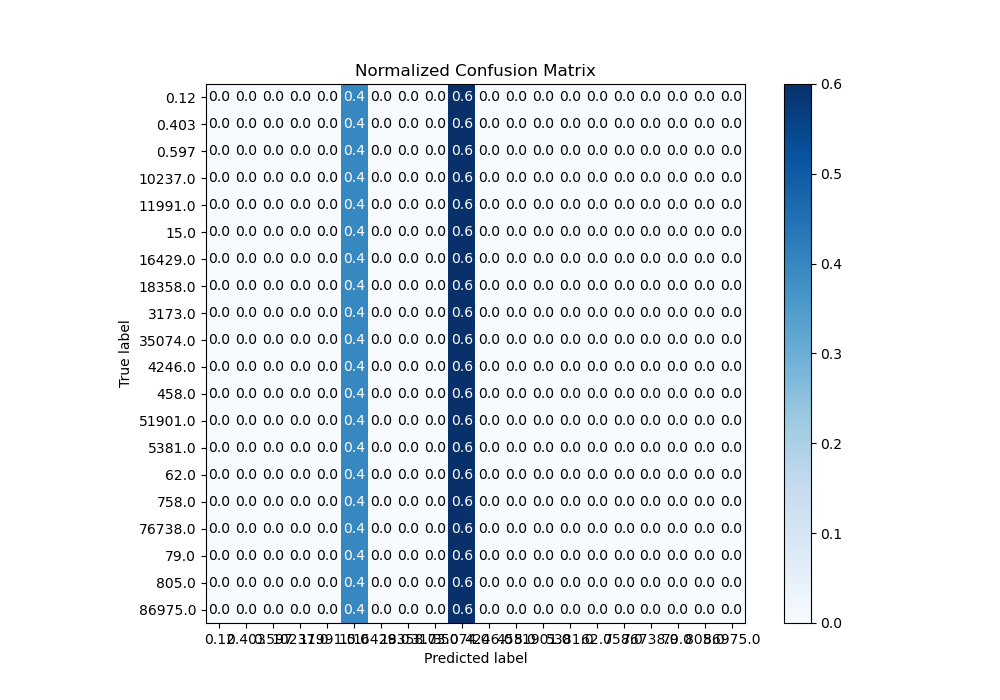 Normalized Confusion Matrix
0.12 0.0 0.0 0.0 0.0 0.0 0.4 0.0 0.0 0.0 0.6 0.0 0.0 0.0 0.0 0.0 0.0 0.0 0.0 0.0 0.0
0.403 0.0 0.0 0.0 0.0 0.0 0.4 0.0 0.0 0.0 0.6 0.0 0.0 0.0 0.0 0.0 0.0 0.0 0.0 0.0 0.0
0.597 0.0 0.0 0.0 0.0 0.0 0.4 0.0 0.0 0.0 0.6 0.0 0.0 0.0 0.0 0.0 0.0 0.0 0.0 0.0 0.0
10237.0 0.0 0.0 0.0 0.0 0.0 0.4 0.0 0.0 0.0 0.6 0.0 0.0 0.0 0.0 0.0 0.0 0.0 0.0 0.0 0.0
11991.0 0.0 0.0 0.0 0.0 0.0 0.4 0.0 0.0 0.0 0.6 0.0 0.0 0.0 0.0 0.0 0.0 0.0 0.0 0.0 0.0
15.0 0.0 0.0 0.0 0.0 0.0 0.4 0.0 0.0 0.0 0.6 0.0 0.0 0.0 0.0 0.0 0.0 0.0 0.0 0.0 0.0
16429.0 0.0 0.0 0.0 0.0 0.0 0.4 0.0 0.0 0.0 0.6 0.0 0.0 0.0 0.0 0.0 0.0 0.0 0.0 0.0 0.0
18358.0 0.0 0.0 0.0 0.0 0.0 0.4 0.0 0.0 0.0 0.6 0.0 0.0 0.0 0.0 0.0 0.0 0.0 0.0 0.0 0.0
3173.0 0.0 0.0 0.0 0.0 0.0 0.4 0.0 0.0 0.0 0.6 0.0 0.0 0.0 0.0 0.0 0.0 0.0 0.0 0.0 0.0
35074.0 0.0 0.0 0.0 0.0 0.0 0.4 0.0 0.0 0.0 0.6 0.0 0.0 0.0 0.0 0.0 0.0 0.0 0.0 0.0 0.0
4246.0 0.0 0.0 0.0 0.0 0.0 0.4 0.0 0.0 0.0 0.6 0.0 0.0 0.0 0.0 0.0 0.0 0.0 0.0 0.0 0.0
458.0 0.0 0.0 0.0 0.0 0.0 0.4 0.0 0.0 0.0 0.6 0.0 0.0 0.0 0.0 0.0 0.0 0.0 0.0 0.0 0.0
51901.0 0.0 0.0 0.0 0.0 0.0 0.4 0.0 0.0 0.0 0.6 0.0 0.0 0.0 0.0 0.0 0.0 0.0 0.0 0.0 0.0
5381.0 0.0 0.0 0.0 0.0 0.0 0.4 0.0 0.0 0.0 0.6 0.0 0.0 0.0 0.0 0.0 0.0 0.0 0.0 0.0 0.0
62.0 0.0 0.0 0.0 0.0 0.0 0.4 0.0 0.0 0.0 0.6 0.0 0.0 0.0 0.0 0.0 0.0 0.0 0.0 0.0 0.0
758.0 0.0 0.0 0.0 0.0 0.0 0.4 0.0 0.0 0.0 0.6 0.0 0.0 0.0 0.0 0.0 0.0 0.0 0.0 0.0 0.0
76738.0 0.0 0.0 0.0 0.0 0.0 0.4 0.0 0.0 0.0 0.6 0.0 0.0 0.0 0.0 0.0 0.0 0.0 0.0 0.0 0.0
79.0 0.0 0.0 0.0 0.0 0.0 0.4 0.0 0.0 0.0 0.6 0.0 0.0 0.0 0.0 0.0 0.0 0.0 0.0 0.0 0.0
805.0 0.0 0.0 0.0 0.0 0.0 0.4 0.0 0.0 0.0 0.6 0.0 0.0 0.0 0.0 0.0 0.0 0.0 0.0 0.0 0.0
86975.0 0.0 0.0 0.0 0.0 0.0 0.4 0.0 0.0 0.0 0.6 0.0 0.0 0.0 0.0 0.0 0.0 0.0 0.0 0.0 0.0
True label
Predicted label
0.6
0.5
0.4
0.3
0.2
0.1
0.0